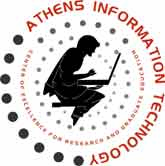 ATHENS INFORMATION TECHNOLOGY
CENTER OF EXCELLENCE FOR RESEARCH AND GRADUATE EDUCATION